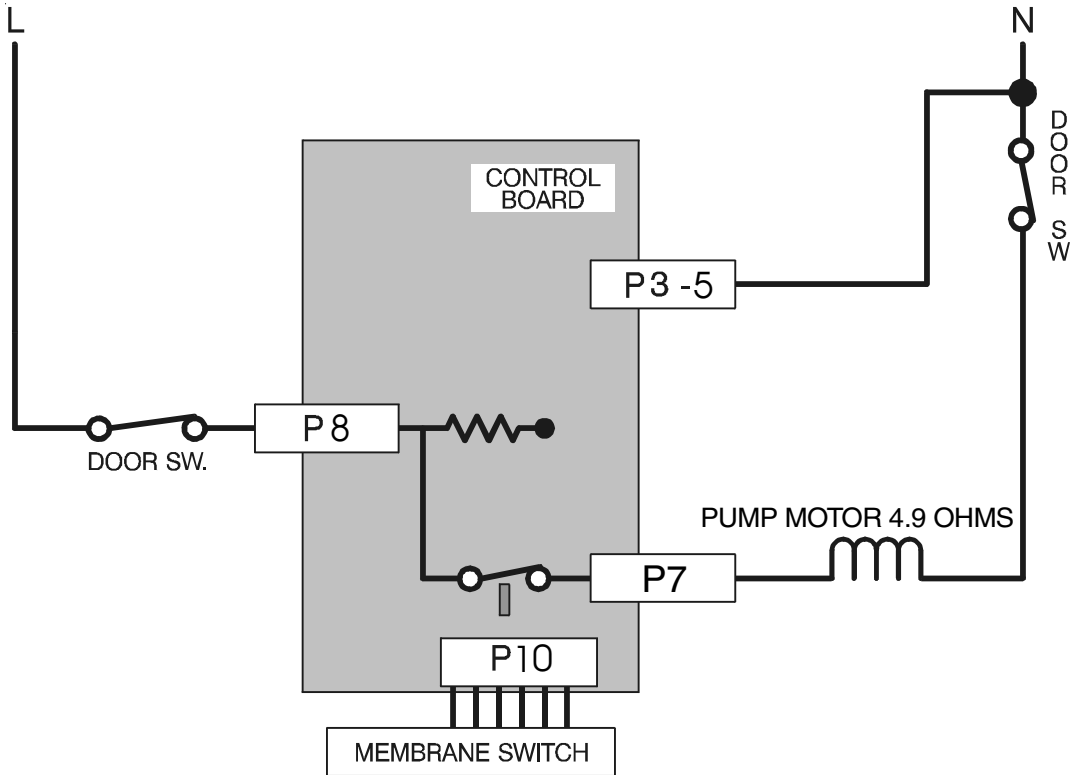 L
N
DOOR SW
CONTROL
BOARD
P3-5
P8
DOOR SW.
PUMP MOTOR 4.9 OHMS
P7
P10
MEMBRANE SWITCH